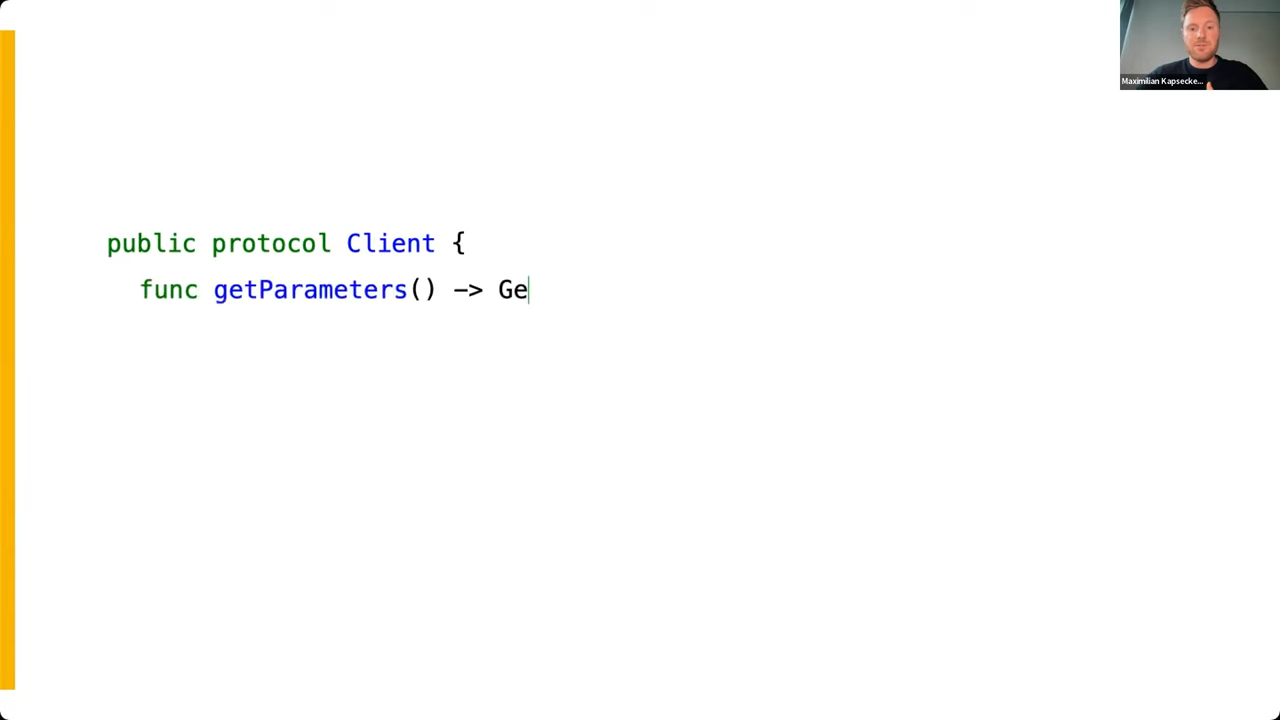 Maximilian Kapsecke...
public protocol Client {
func getParameters() -> Ge